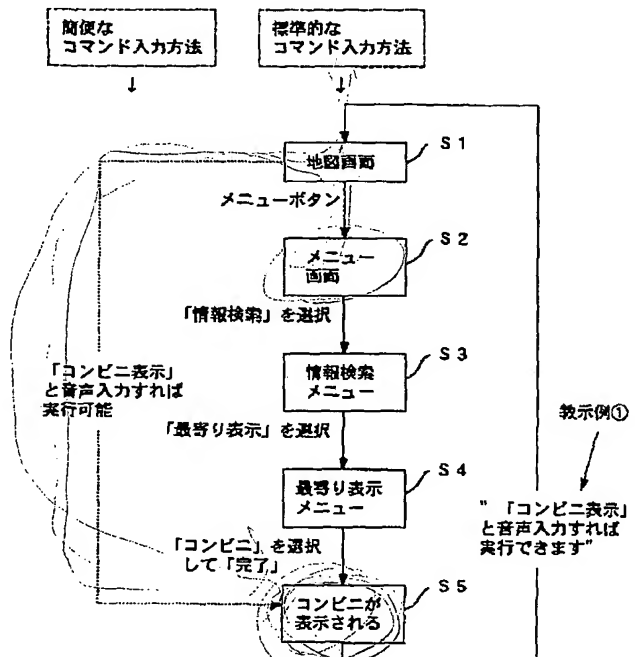 簡便な
コマンド入力方法
標準的な
コマンド入力方法
↓
↓
地図画面
S1
メニューボタン
メニュー
画面
S2
「情報検索」を選択
情報検索
メニュー
S3
「コンビニ表示」
と音声入力すれば
実行可能
「最寄り表示」を選択
教示例①
最寄り表示
メニュー
S4
"「コンビニ表示」
と音声入力すれば
実行できます"
「コンビニ」を選択
して「完了」
コンビニが
表示される
S5